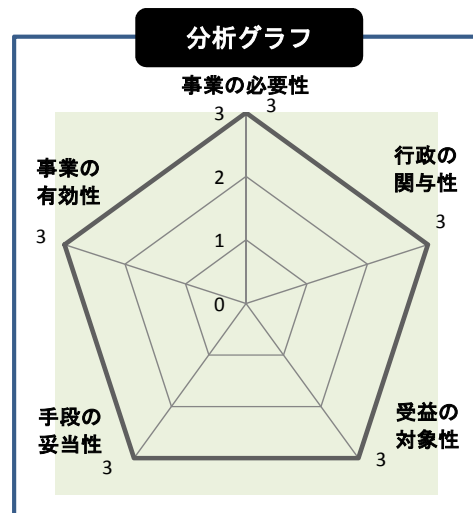 分析グラフ
事業の必要性
3
3
行政の
関与性
3
2
事業の
有効性
3
1
0
手段の
妥当性
3
受益の
対象性
3